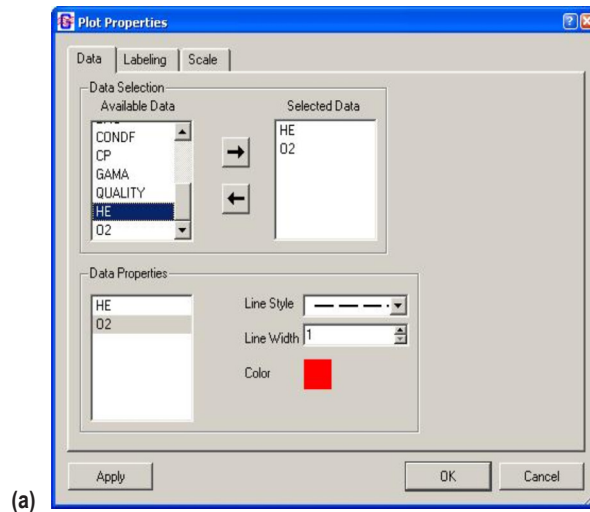 Plot Properties
Data Labeling Scale
Data Selection
Available Data
CONDF
CP
GAMA
QUALITY
HE
O2
Selected Data
HE
O2
Data Properties
HE
O2
Line Style
Line Width 1
Color
Apply OK Cancel
(a)